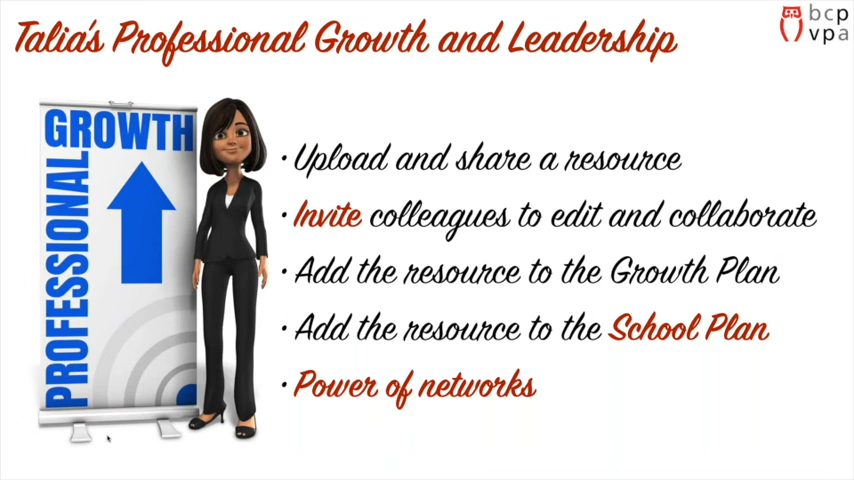 Talia's Professional Growth and Leadership
bcp
vpa
GROWTH
PROFESSIONAL
• Upload and share a resource
• Invite colleagues to edit and collaborate
• Add the resource to the Growth Plan
• Add the resource to the School Plan
• Power of networks